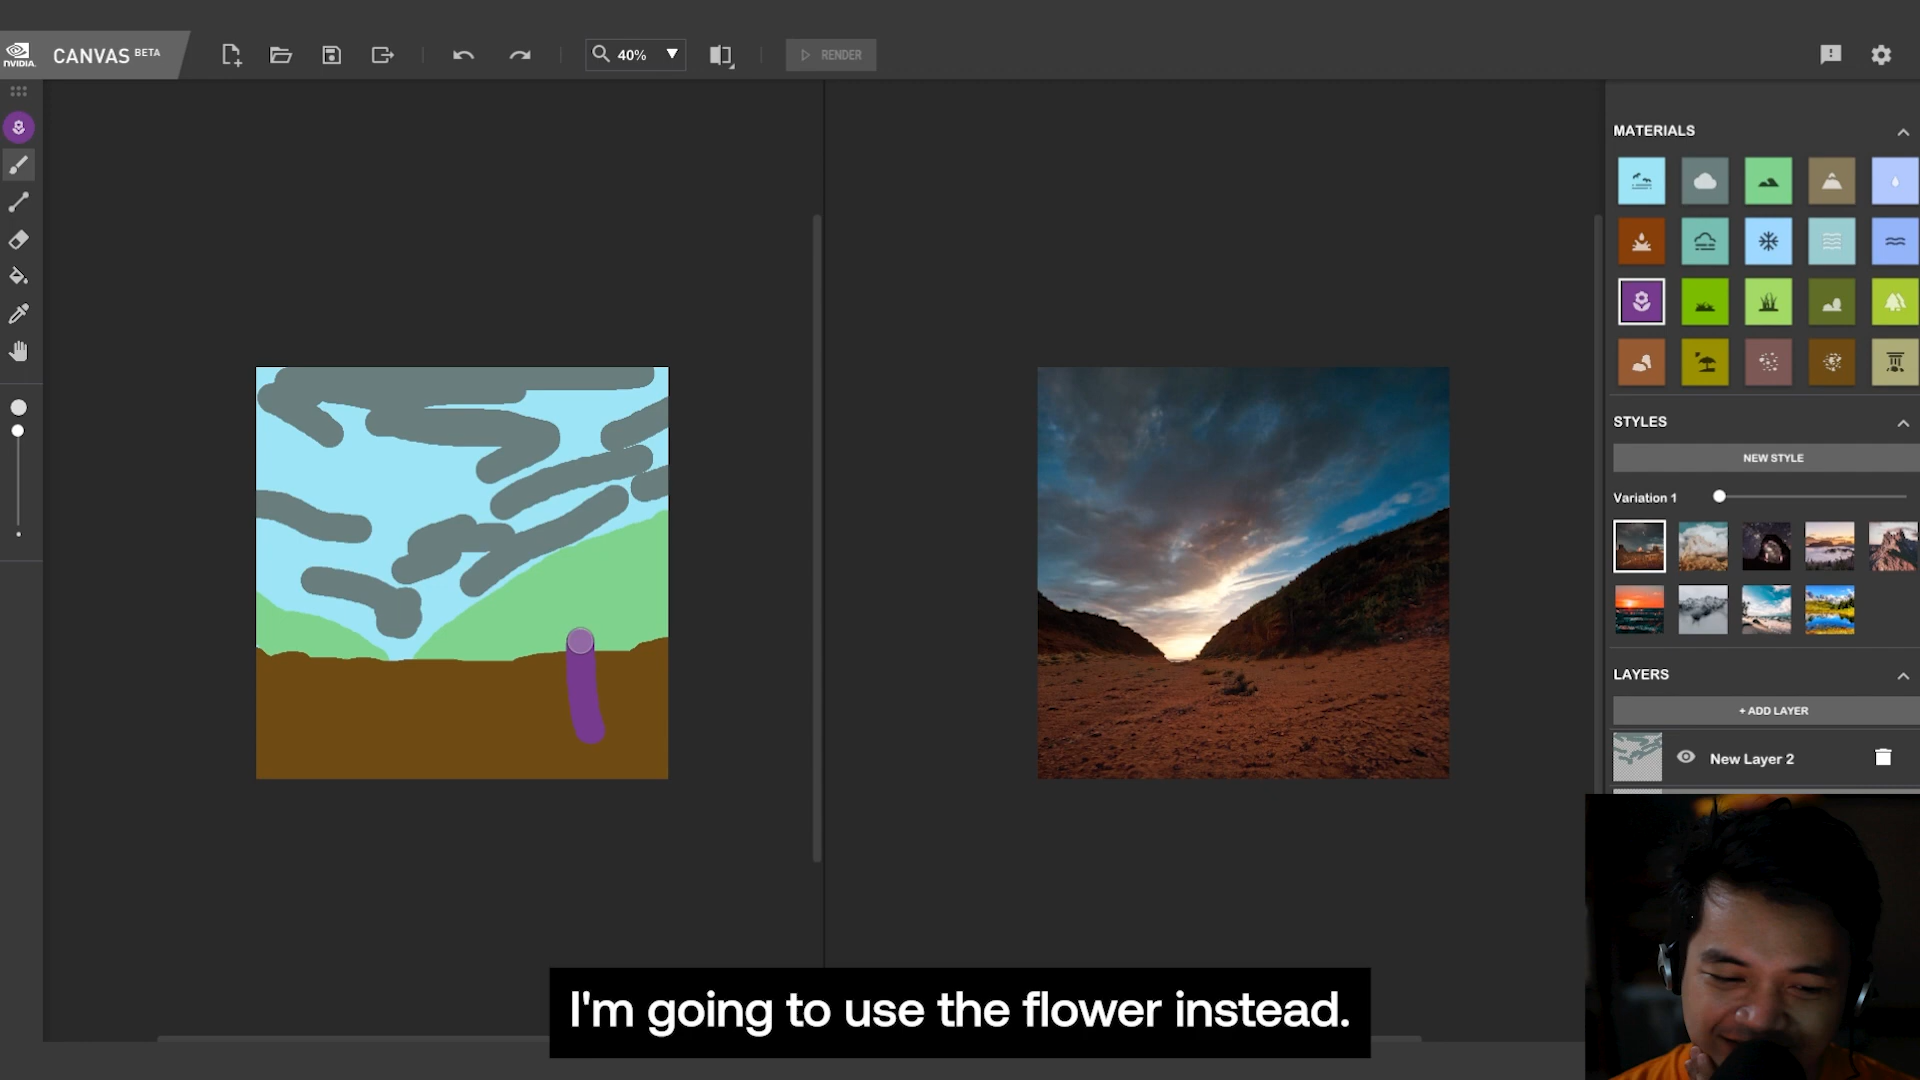 NVIDIA.
CANVAS BETA
40%
RENDER
MATERIALS
STYLES
NEW STYLE
Variation 1
LAYERS
+ ADD LAYER
New Layer 2
I'm going to use the flower instead.